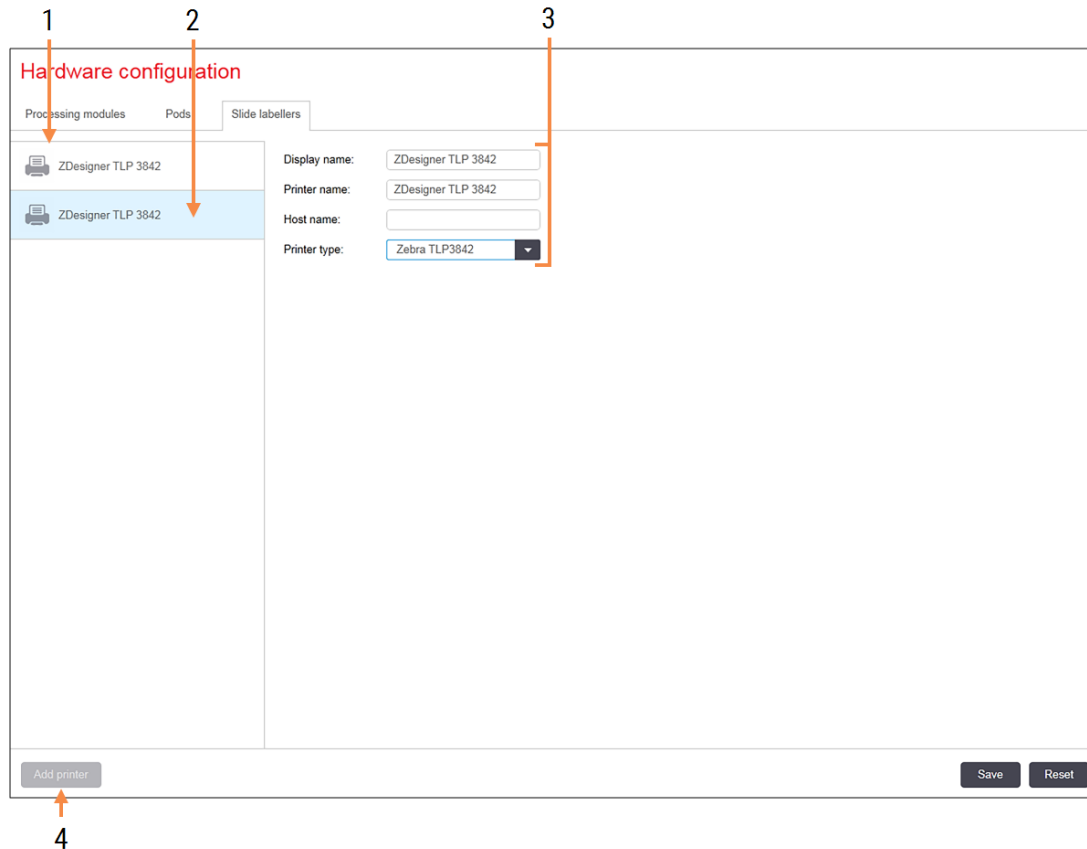 1 2 3
Hardware configuration
Processing modules Pods Slide labellers
ZDesigner TLP 3842
ZDesigner TLP 3842
Display name: ZDesigner TLP 3842
Printer name: ZDesigner TLP 3842
Host name:
Printer type: Zebra TLP3842
Add printer Save Reset
4